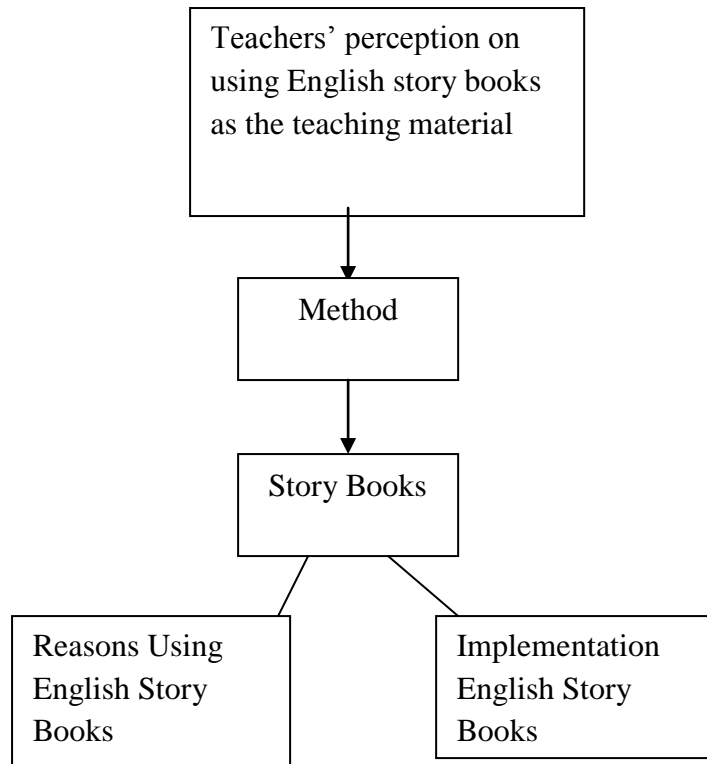 Teachers’ perception on
using English story books
as the teaching material
Method
Story Books
Reasons Using
English Story
Books
Implementation
English Story
Books